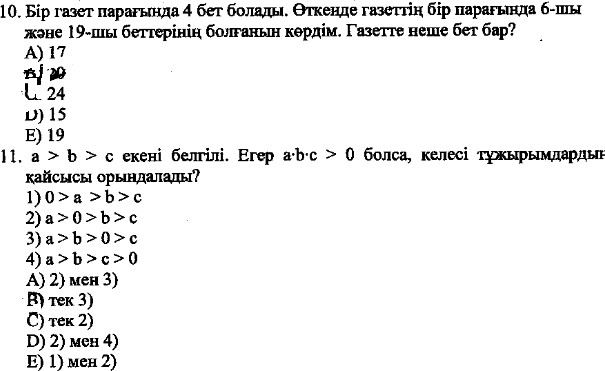 10. Бір газет парағында 4 бет болады. Өткенде газеттің бір парағында 6-шы
және 19-шы беттерінің болғанын көрдім. Газетте неше бет бар?
A) 17
20
24
D) 15
E) 19
11. a > b > c екені белгілі. Егер a·b·c > 0 болса, келесі тұжырымдардың
қайсысы орындалады?
1) 0 > a > b > c
2) a > 0 > b > c
3) a > b > 0 > c
4) a > b > c > 0
A) 2) мен 3)
B) тек 3)
C) тек 2)
D) 2) мен 4)
E) 1) мен 2)